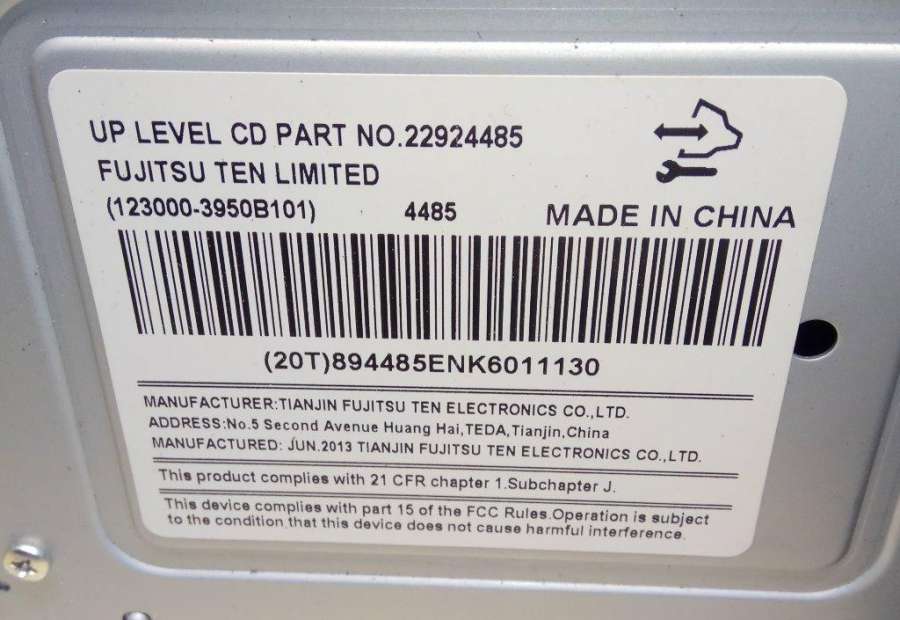 UP LEVEL CD PART NO.22924485
FUJITSU TEN LIMITED
(123000-3950B101) 4485 MADE IN CHINA
(20T)894485ENK6011130
MANUFACTURER:TIANJIN FUJITSU TEN ELECTRONICS CO.,LTD.
ADDRESS:No.5 Second Avenue Huang Hai,TEDA,Tianjin,China
MANUFACTURED: JUN.2013 TIANJIN FUJITSU TEN ELECTRONICS CO.,LTD.
This product complies with 21 CFR chapter 1.Subchapter J.
This device complies with part 15 of the FCC Rules.Operation is subject
to the condition that this device does not cause harmful interference.